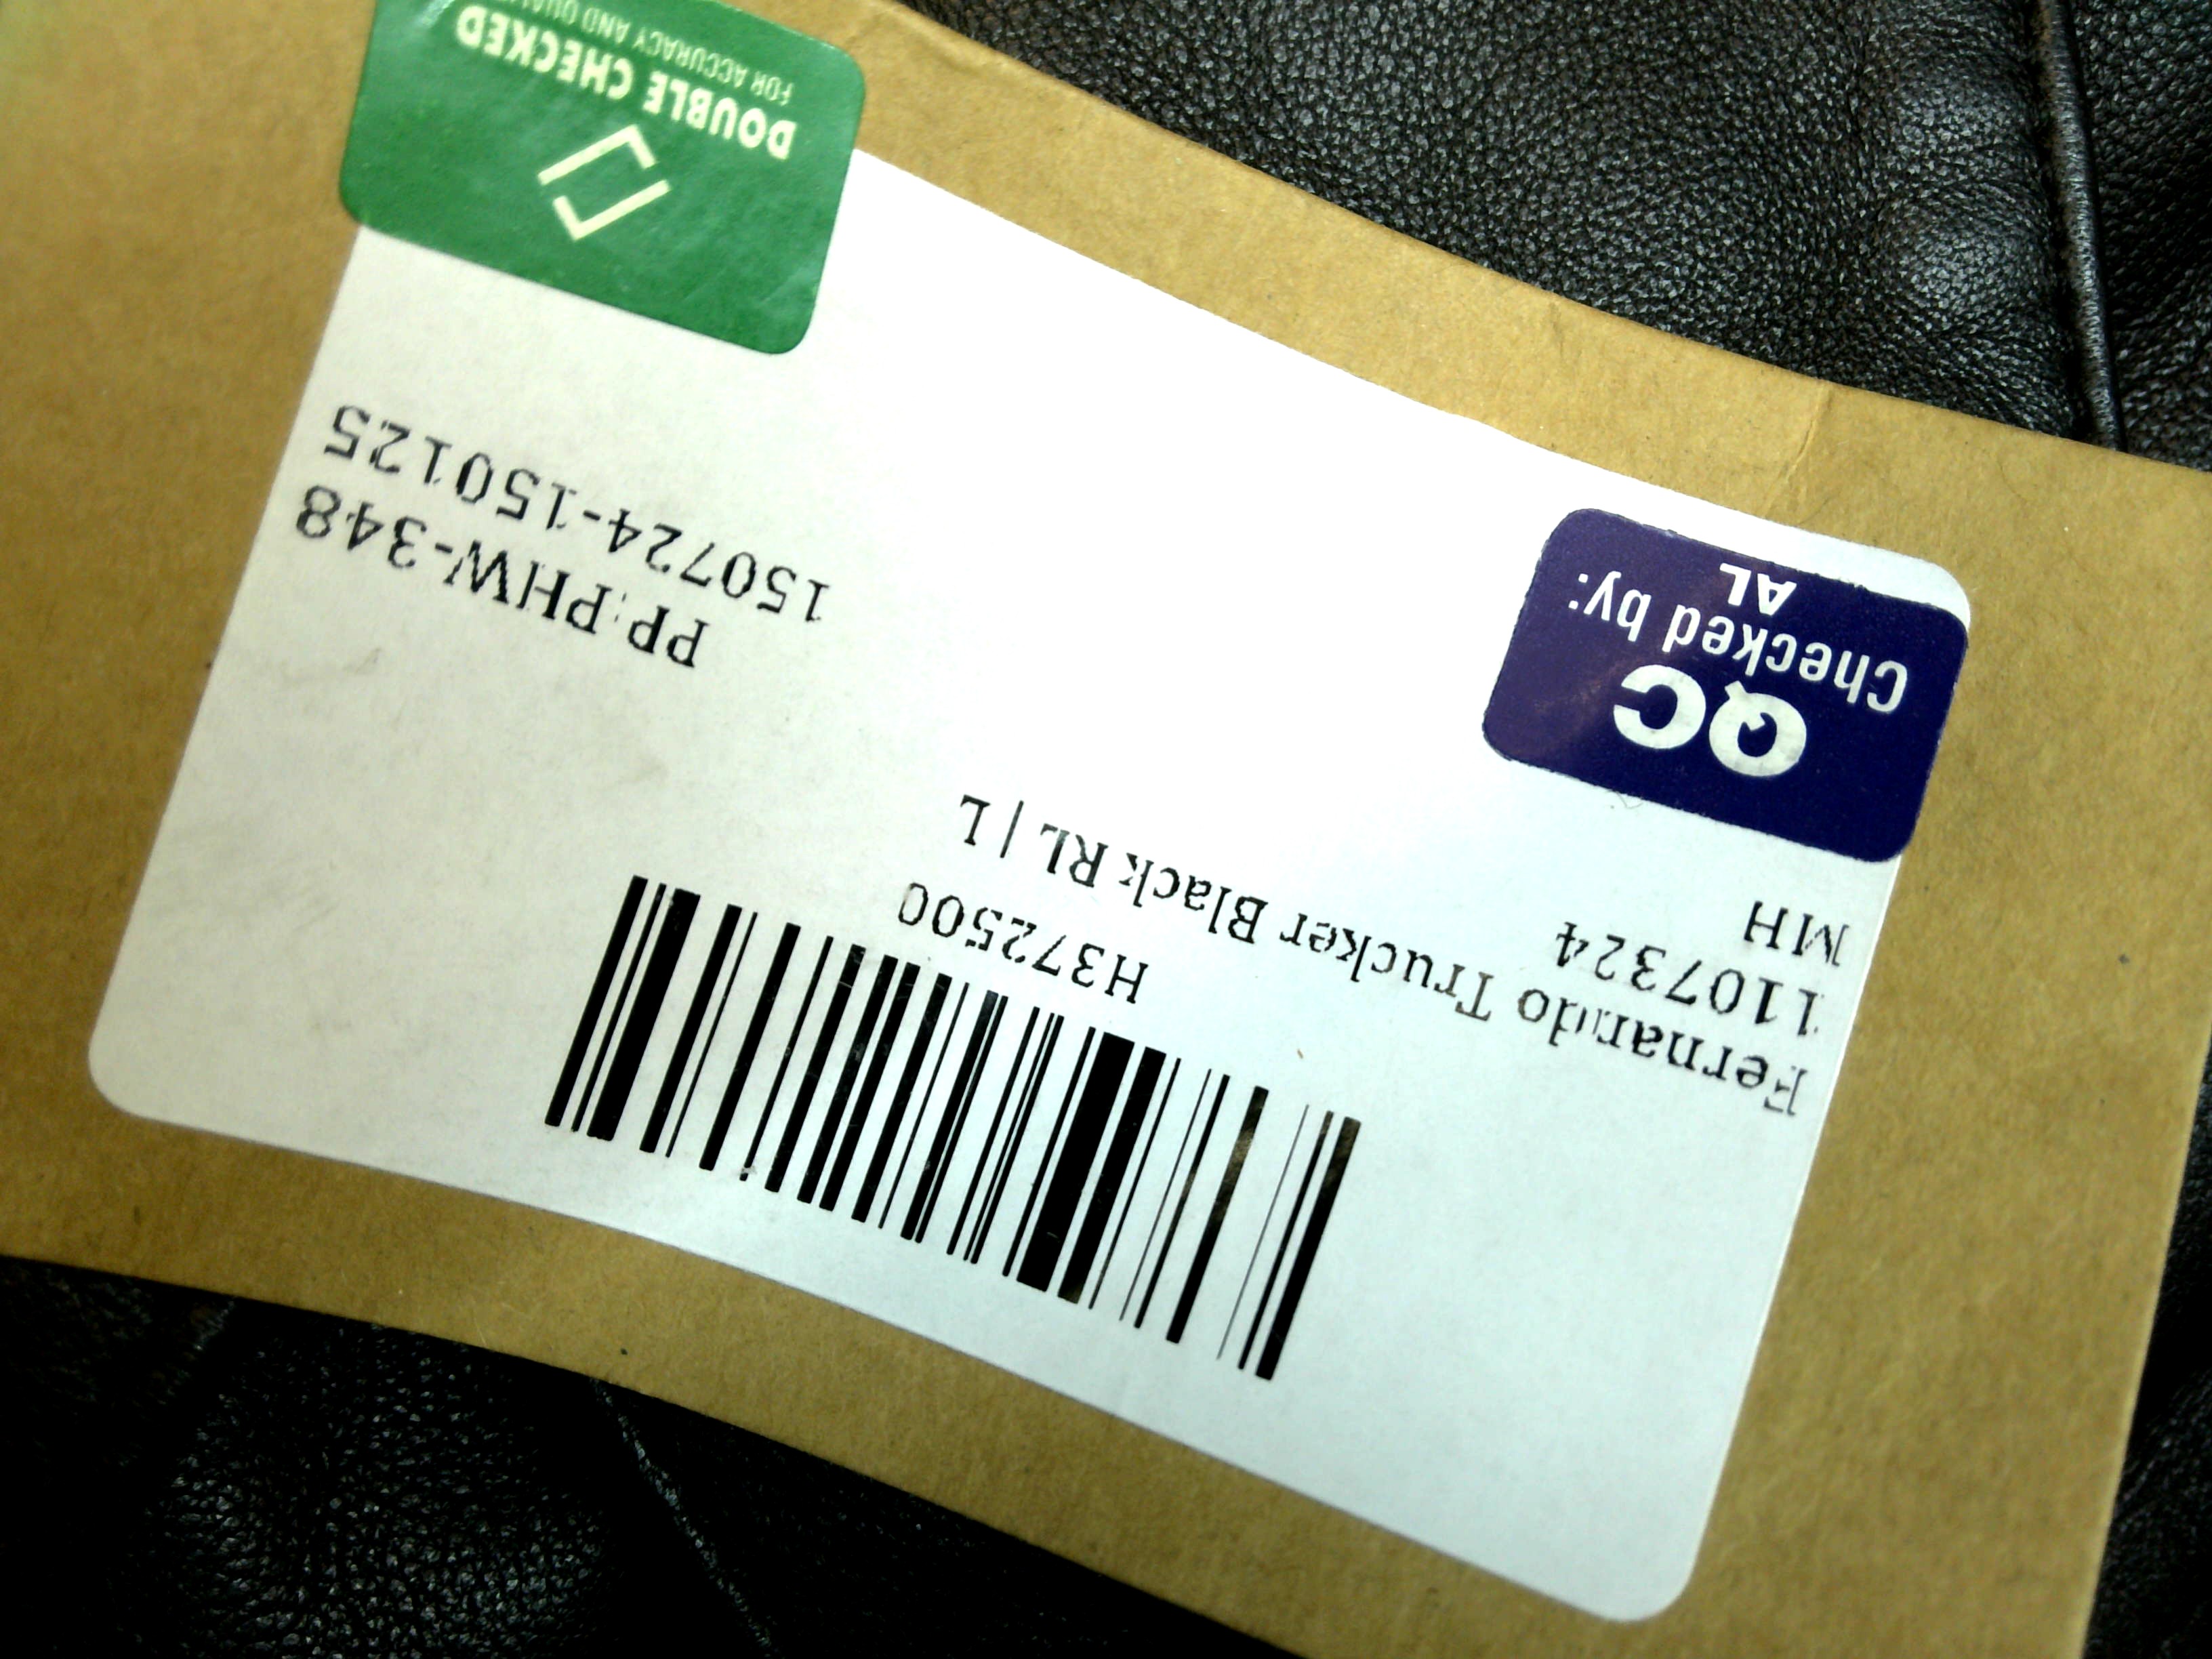 H372500
Fernando Trucker Black RL | L
1107324
MH
QC
Checked by:
AL
PP:PHW-348
150724-150125
DOUBLE CHECKED
FOR ACCURACY AND